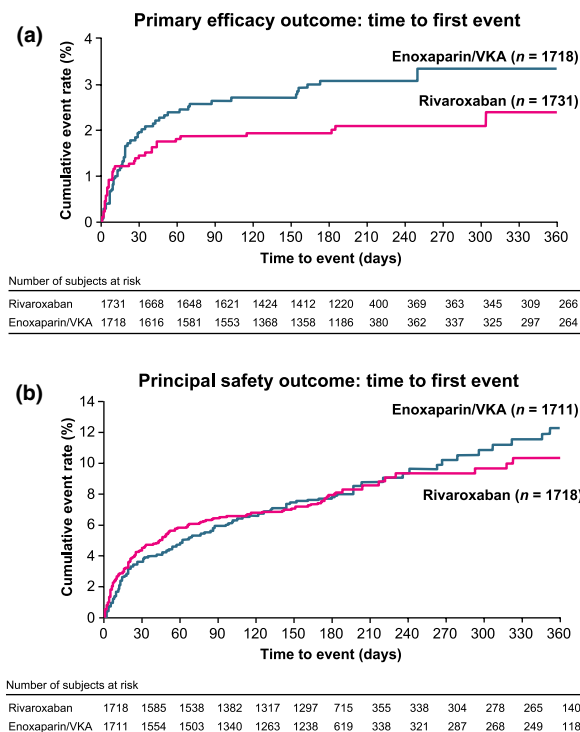 (a)
Primary efficacy outcome: time to first event
Enoxaparin/VKA (n = 1718)
Rivaroxaban (n = 1731)
Cumulative event rate (%)
4
3
2
1
0
0 30 60 90 120 150 180 210 240 270 300 330 360
Time to event (days)
Number of subjects at risk
Rivaroxaban 1731 1668 1648 1621 1424 1412 1220 400 369 363 345 309 266
Enoxaparin/VKA 1718 1616 1581 1553 1368 1358 1186 380 362 337 325 297 264
(b)
Principal safety outcome: time to first event
Enoxaparin/VKA (n = 1711)
Rivaroxaban (n = 1718)
Cumulative event rate (%)
14
12
10
8
6
4
2
0
0 30 60 90 120 150 180 210 240 270 300 330 360
Time to event (days)
Number of subjects at risk
Rivaroxaban 1718 1585 1538 1382 1317 1297 715 355 338 304 278 265 140
Enoxaparin/VKA 1711 1554 1503 1340 1263 1238 619 338 321 287 268 249 118